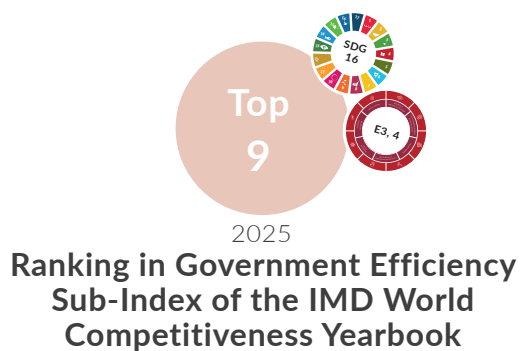 SDG
16
Top
9
E3, 4
2025
Ranking in Government Efficiency
Sub-Index of the IMD World
Competitiveness Yearbook